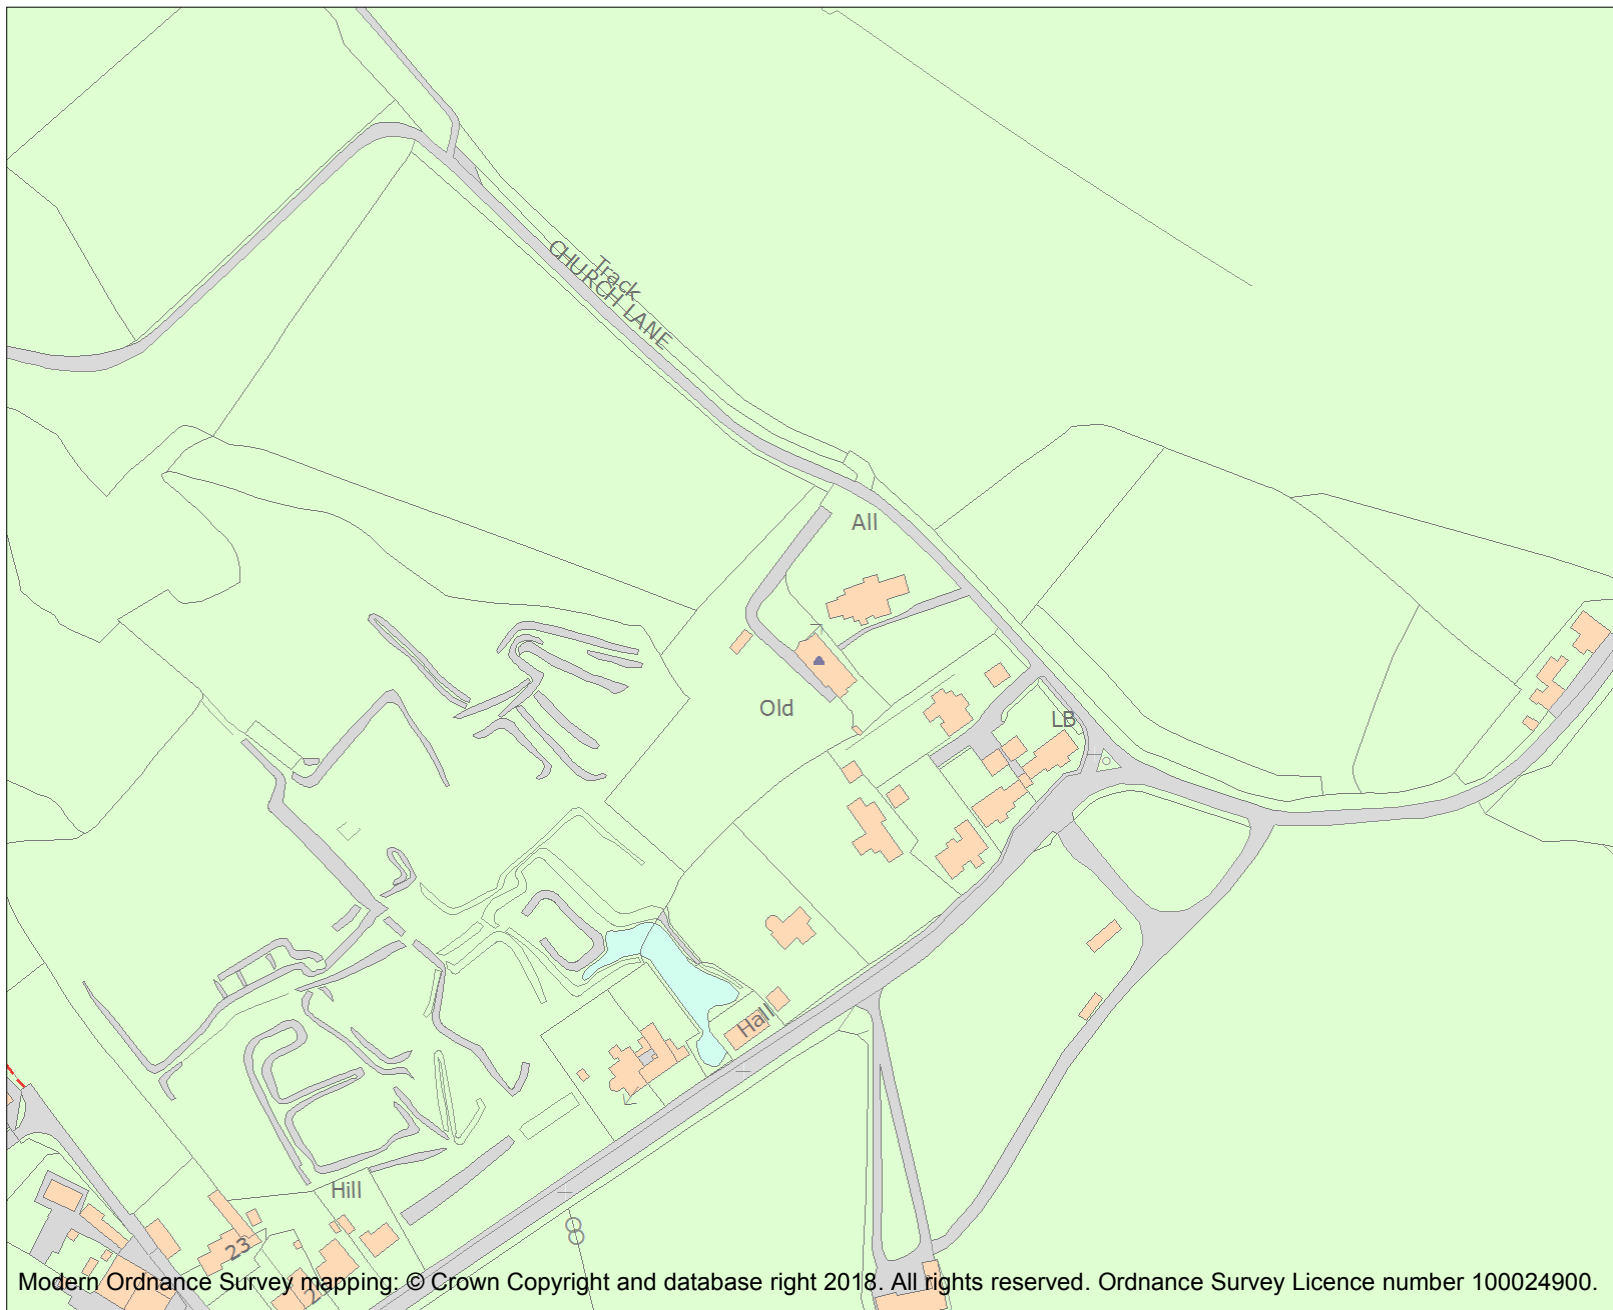 Track
CHURCH LANE
All
Old
LB
Hall
Hill
8
23
Modern Ordnance Survey mapping: © Crown Copyright and database right 2018. All rights reserved. Ordnance Survey Licence number 100024900.